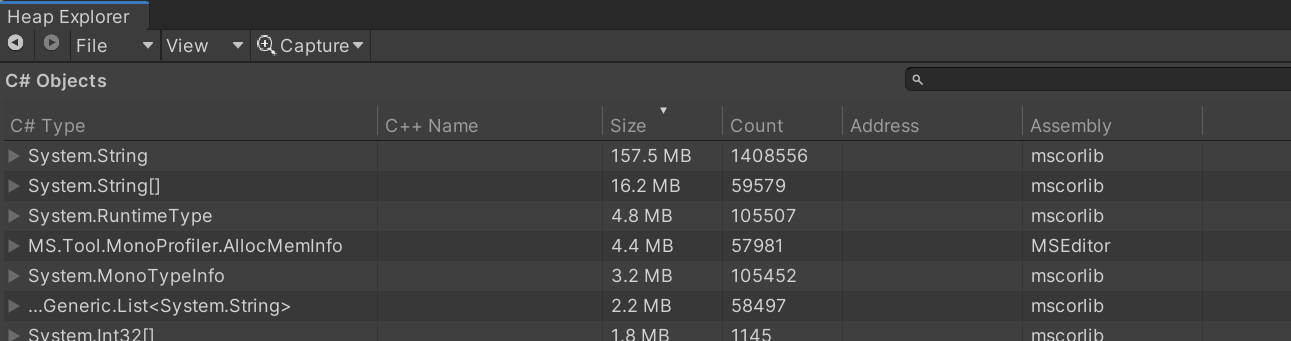 Heap Explorer
File View Capture
C# Objects
C# Type C++ Name Size Count Address Assembly
System.String 157.5 MB 1408556 mscorlib
System.String[] 16.2 MB 59579 mscorlib
System.RuntimeType 4.8 MB 105507 mscorlib
MS.Tool.MonoProfiler.AllocMemInfo 4.4 MB 57981 MSEditor
System.MonoTypeInfo 3.2 MB 105452 mscorlib
...Generic.List<System.String> 2.2 MB 58497 mscorlib
System.Int32[] 1.8 MB 1145 mscorlib